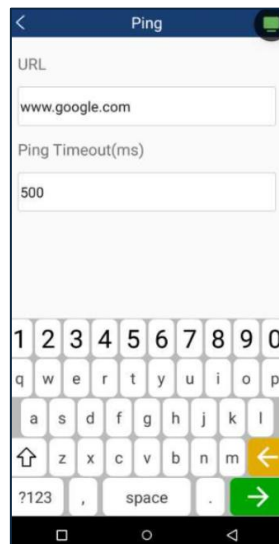 Ping
URL
www.google.com
Ping Timeout(ms)
500
1 2 3 4 5 6 7 8 9 0
q w e r t y u i o p
a s d f g h j k l
z x c v b n m
?123 , space .